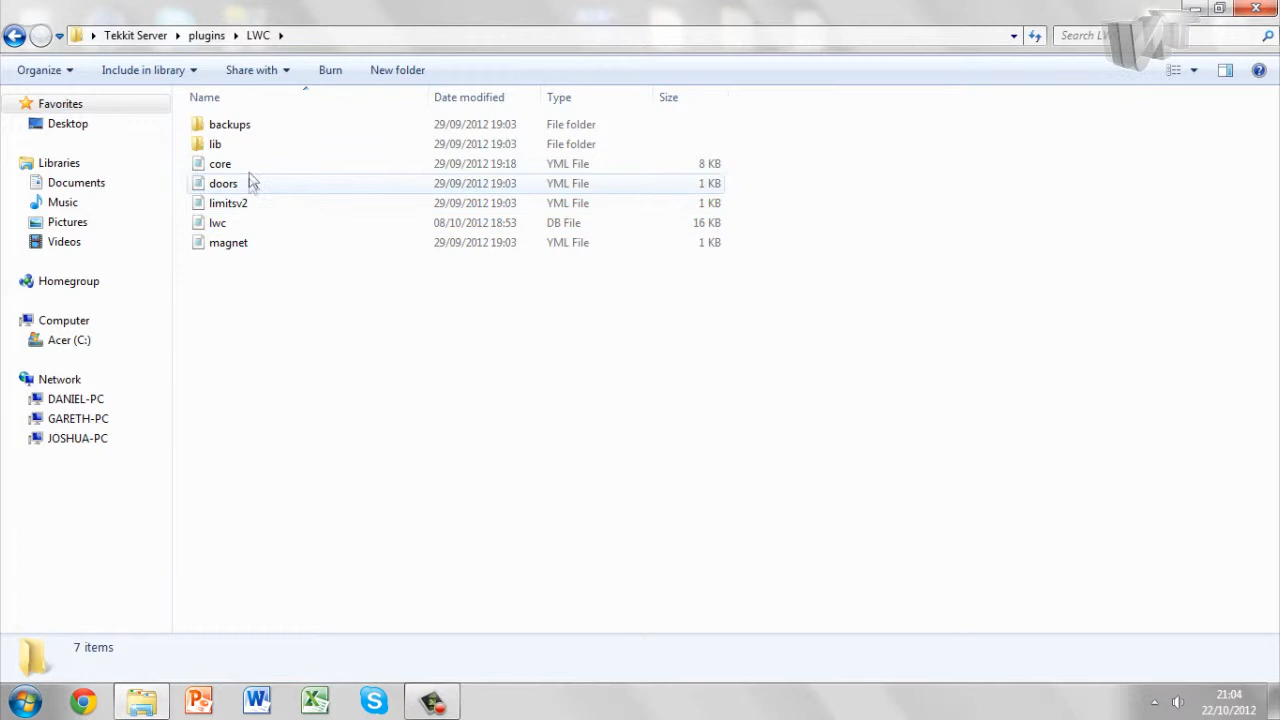 Tekkit Server plugins LWC Search LW
Organize Include in library Share with Burn New folder
Name Date modified Type Size
Favorites
Desktop
Libraries
Documents
Music
Pictures
Videos
Homegroup
Computer
Acer (C:)
Network
DANIEL-PC
GARETH-PC
JOSHUA-PC
backups 29/09/2012 19:03 File folder
lib 29/09/2012 19:03 File folder
core 29/09/2012 19:18 YML File 8 KB
doors 29/09/2012 19:03 YML File 1 KB
limitsv2 29/09/2012 19:03 YML File 1 KB
lwc 08/10/2012 18:53 DB File 16 KB
magnet 29/09/2012 19:03 YML File 1 KB
7 items
21:04
22/10/2012